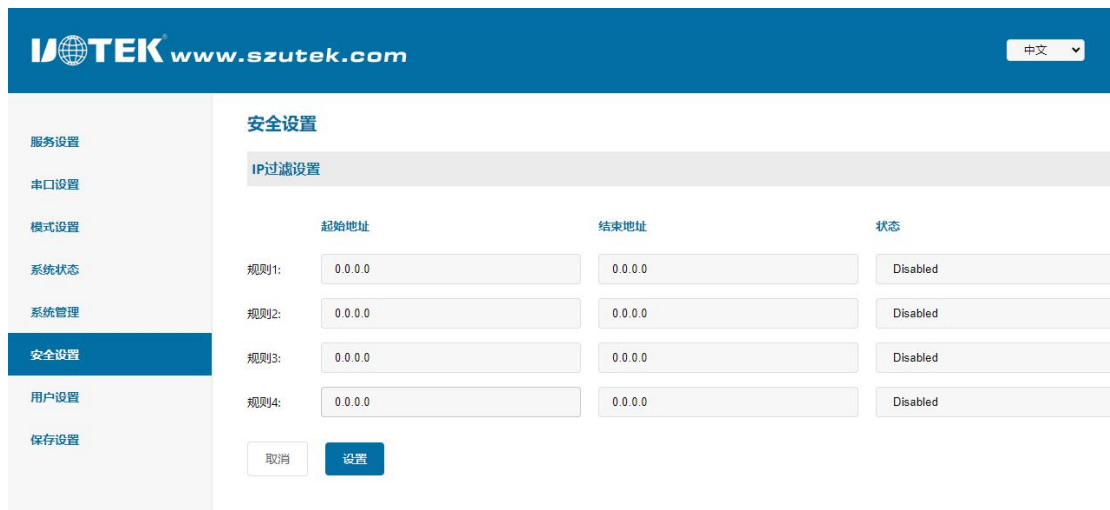 UTEK® www.szutek.com
中文
服务设置
串口设置
模式设置
系统状态
系统管理
安全设置
用户设置
保存设置
安全设置
IP过滤设置
起始地址 结束地址 状态
规则1: 0.0.0.0 0.0.0.0 Disabled
规则2: 0.0.0.0 0.0.0.0 Disabled
规则3: 0.0.0.0 0.0.0.0 Disabled
规则4: 0.0.0.0 0.0.0.0 Disabled
取消 设置